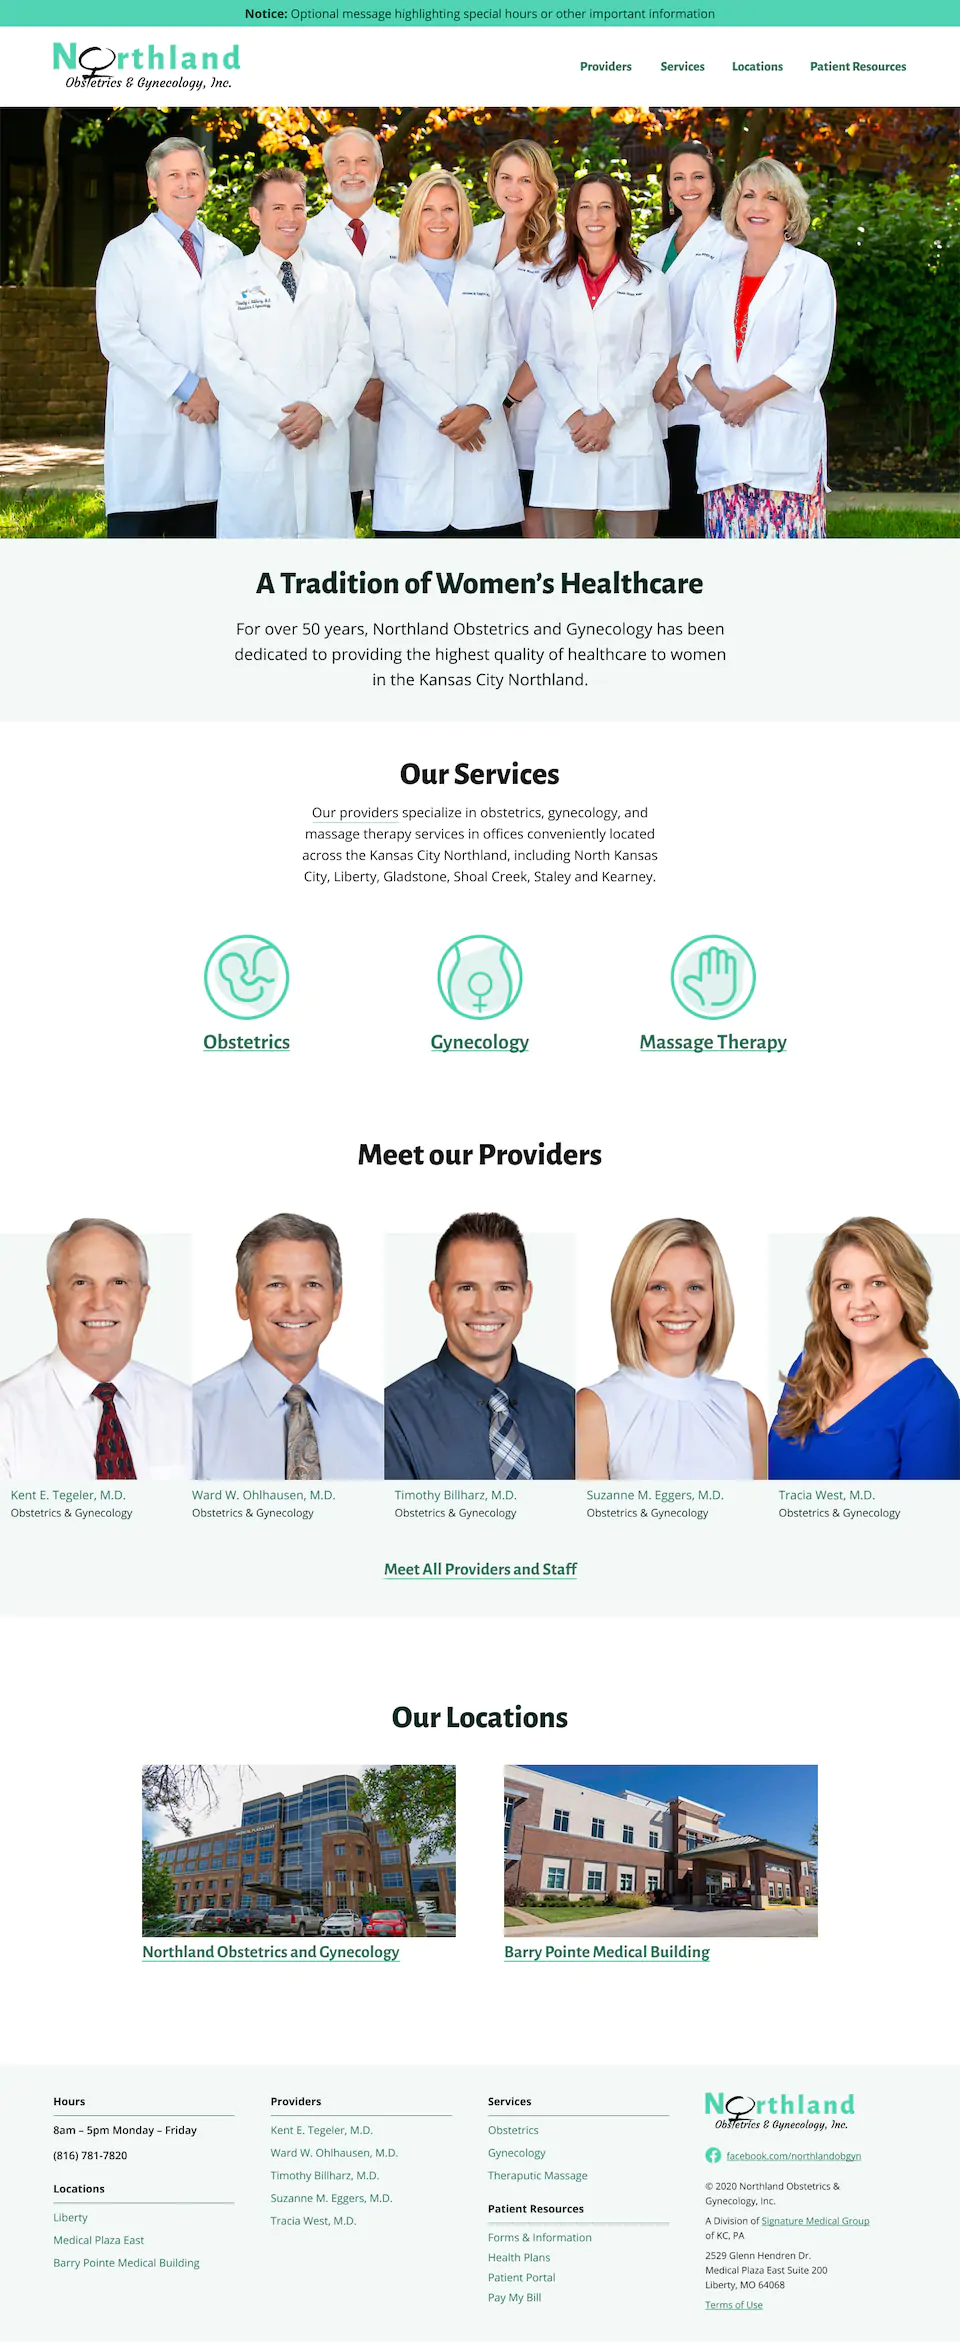 Notice: Optional message highlighting special hours or other important information
Northland
Obstetrics & Gynecology, Inc.
Providers
Services
Locations
Patient Resources
A Tradition of Women's Healthcare
For over 50 years, Northland Obstetrics and Gynecology has been
dedicated to providing the highest quality of healthcare to women
in the Kansas City Northland.
Our Services
Our providers specialize in obstetrics, gynecology, and
massage therapy services in offices conveniently located
across the Kansas City Northland, including North Kansas
City, Liberty, Gladstone, Shoal Creek, Staley and Kearney.
Obstetrics
Gynecology
Massage Therapy
Meet our Providers
Kent E. Tegeler, M.D.
Obstetrics & Gynecology
Ward W. Ohlhausen, M.D.
Obstetrics & Gynecology
Timothy Billharz, M.D.
Obstetrics & Gynecology
Suzanne M. Eggers, M.D.
Obstetrics & Gynecology
Tracia West, M.D.
Obstetrics & Gynecology
Meet All Providers and Staff
Our Locations
Northland Obstetrics and Gynecology
Barry Pointe Medical Building
Hours
8am – 5pm Monday – Friday
(816) 781-7820
Locations
Liberty
Medical Plaza East
Barry Pointe Medical Building
Providers
Kent E. Tegeler, M.D.
Ward W. Ohlhausen, M.D.
Timothy Billharz, M.D.
Suzanne M. Eggers, M.D.
Tracia West, M.D.
Services
Obstetrics
Gynecology
Theraputic Massage
Patient Resources
Forms & Information
Health Plans
Patient Portal
Pay My Bill
Northland
Obstetrics & Gynecology, Inc.
facebook.com/northlandobgyn
© 2020 Northland Obstetrics &
Gynecology, Inc.
A Division of Signature Medical Group
of KC, PA
2529 Glenn Hendren Dr.
Medical Plaza East Suite 200
Liberty, MO 64068
Terms of Use